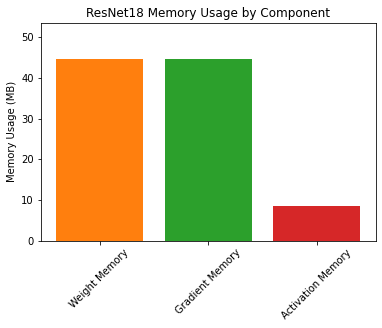 ResNet18 Memory Usage by Component
Memory Usage (MB)
50
40
30
20
10
0
Weight Memory
Gradient Memory
Activation Memory